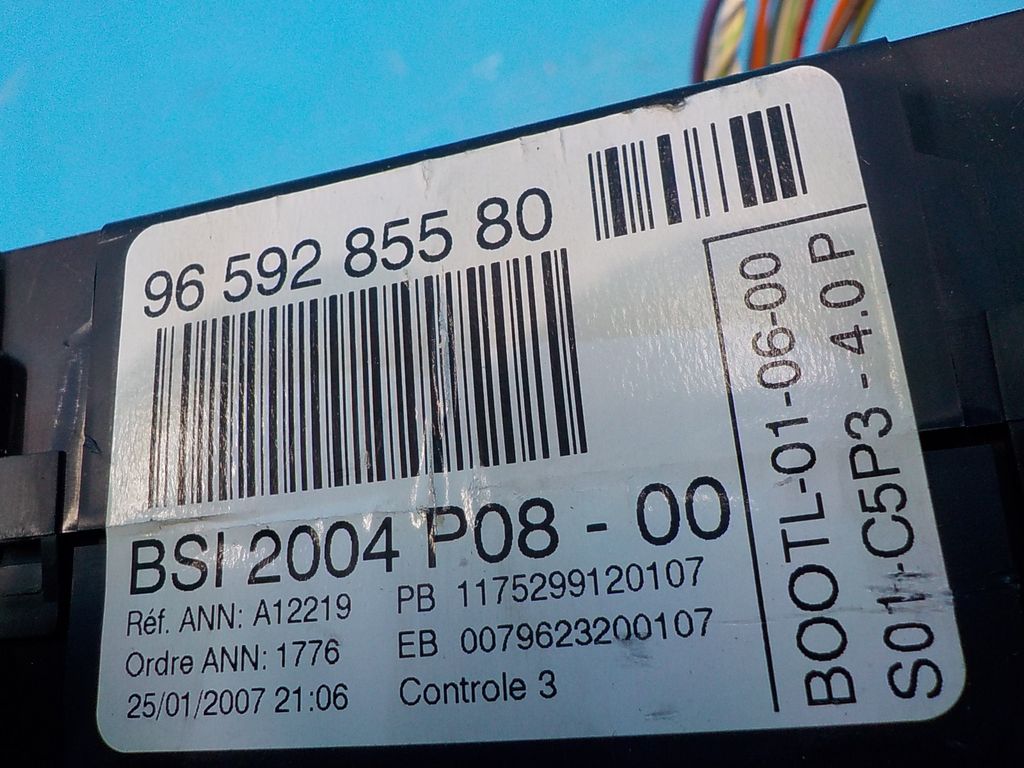 96 592 855 80
BSI 2004 P08 - 00
Réf. ANN: A12219
Ordre ANN: 1776
25/01/2007 21:06
PB 1175299120107
EB 0079623200107
Controle 3
BOOTL-01-06-00
S01-C5P3 - 4.0 P